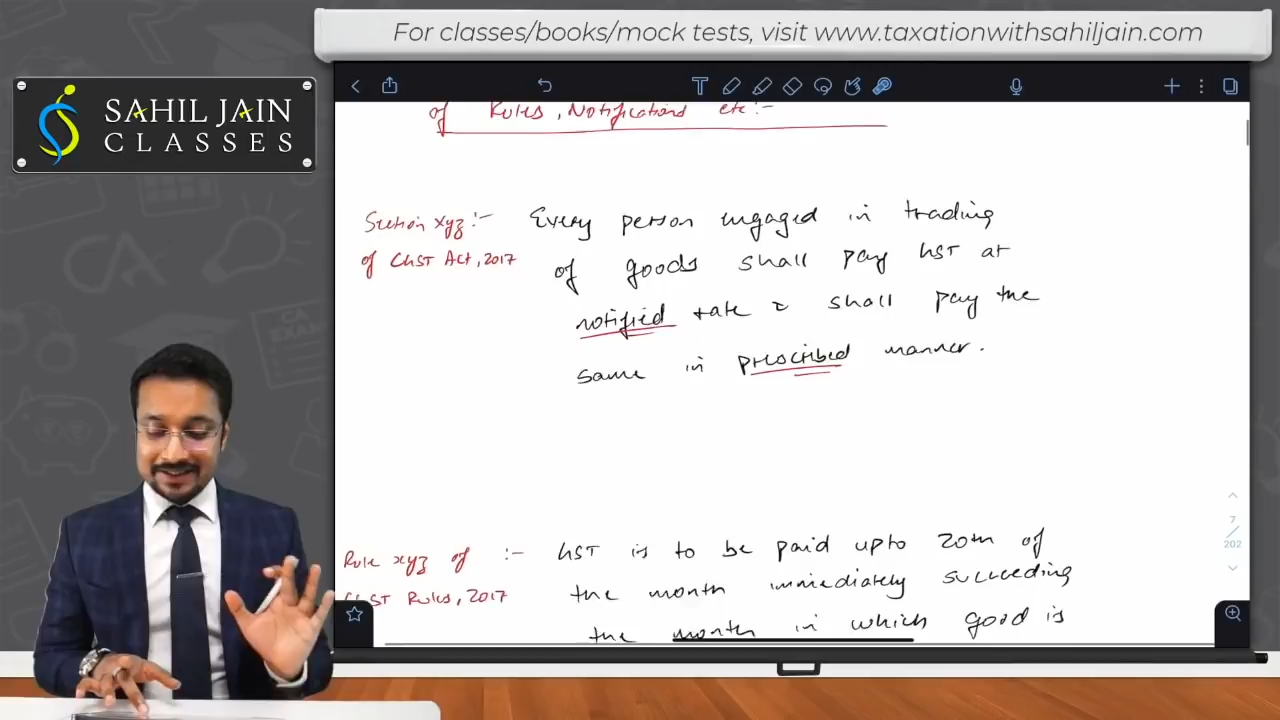 For classes/books/mock tests, visit www.taxationwithsahiljain.com
SAHIL JAIN
CLASSES
of Rules, Notifications etc:-
Section xyz:- Every person engaged in trading
of CGST Act, 2017 of goods shall pay GST at
notified rate & shall pay the
same in prescribed manner.
Rule xyz of :- GST is to be paid upto 20th of
CGST Rules, 2017 the month immediately succeeding
the month in which good is
7
202